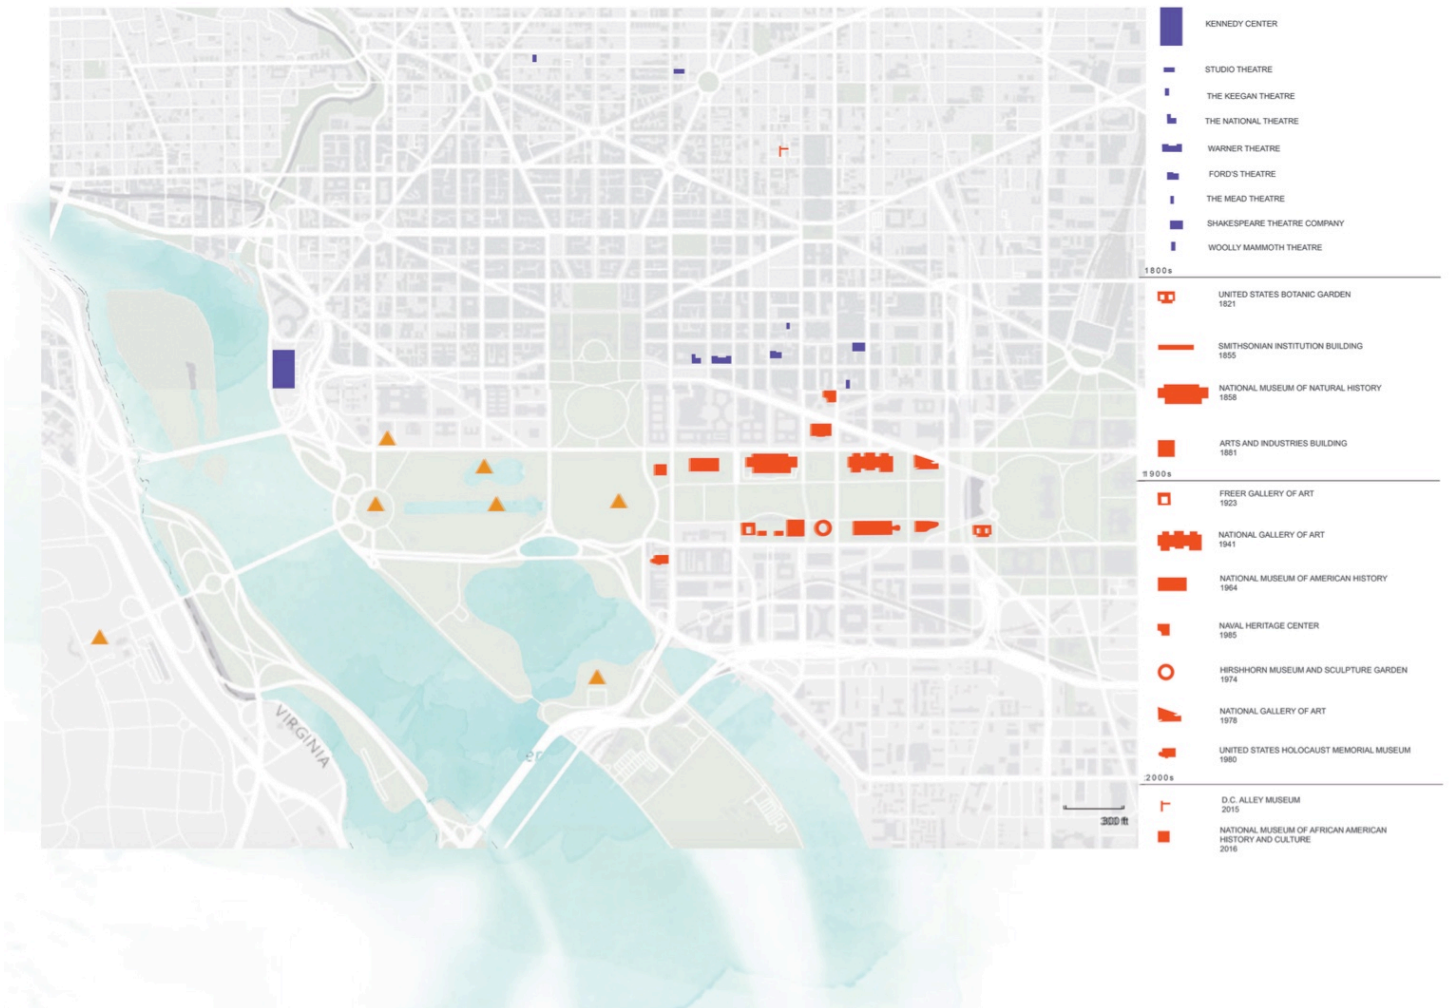 KENNEDY CENTER
STUDIO THEATRE
THE KEEGAN THEATRE
THE NATIONAL THEATRE
WARNER THEATRE
FORD'S THEATRE
THE MEAD THEATRE
SHAKESPEARE THEATRE COMPANY
WOOLLY MAMMOTH THEATRE
1800s
UNITED STATES BOTANIC GARDEN
1821
SMITHSONIAN INSTITUTION BUILDING
1855
NATIONAL MUSEUM OF NATURAL HISTORY
1858
ARTS AND INDUSTRIES BUILDING
1881
1900s
FREER GALLERY OF ART
1923
NATIONAL GALLERY OF ART
1941
NATIONAL MUSEUM OF AMERICAN HISTORY
1964
NAVAL HERITAGE CENTER
1985
HIRSHHORN MUSEUM AND SCULPTURE GARDEN
1974
NATIONAL GALLERY OF ART
1978
UNITED STATES HOLOCAUST MEMORIAL MUSEUM
1980
2000s
D.C. ALLEY MUSEUM
2015
NATIONAL MUSEUM OF AFRICAN AMERICAN
HISTORY AND CULTURE
2016
VIRGINIA
er
300 ft